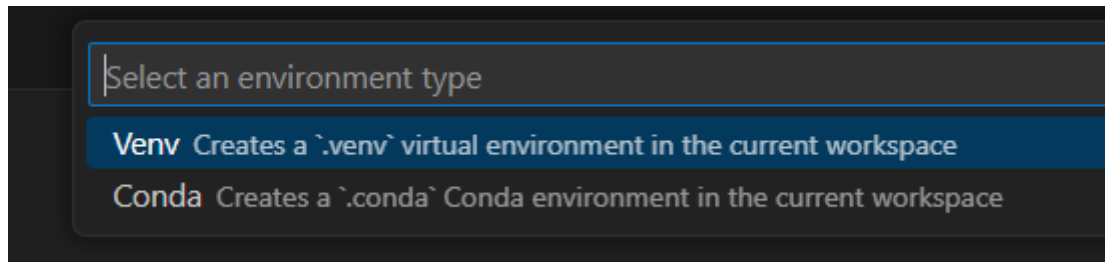 Select an environment type
Venv Creates a `.venv` virtual environment in the current workspace
Conda Creates a `.conda` Conda environment in the current workspace